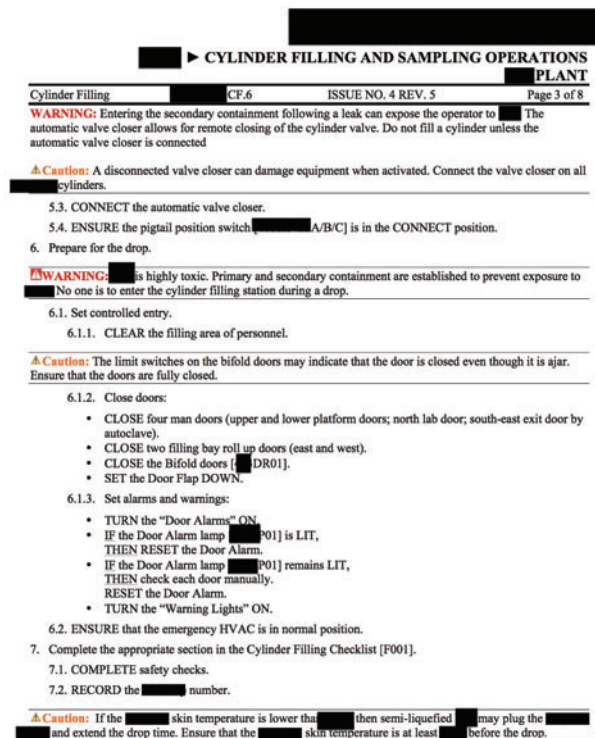 ► CYLINDER FILLING AND SAMPLING OPERATIONS
PLANT
Cylinder Filling CF.6 ISSUE NO. 4 REV. 5 Page 3 of 8
WARNING: Entering the secondary containment following a leak can expose the operator to The
automatic valve closer allows for remote closing of the cylinder valve. Do not fill a cylinder unless the
automatic valve closer is connected
Caution: A disconnected valve closer can damage equipment when activated. Connect the valve closer on all
cylinders.
5.3. CONNECT the automatic valve closer.
5.4. ENSURE the pigtail position switch A/B/C] is in the CONNECT position.
6. Prepare for the drop.
WARNING: is highly toxic. Primary and secondary containment are established to prevent exposure to
No one is to enter the cylinder filling station during a drop.
6.1. Set controlled entry.
6.1.1. CLEAR the filling area of personnel.
Caution: The limit switches on the bifold doors may indicate that the door is closed even though it is ajar.
Ensure that the doors are fully closed.
6.1.2. Close doors:
• CLOSE four man doors (upper and lower platform doors; north lab door; south-east exit door by
autoclave).
• CLOSE two filling bay roll up doors (east and west).
• CLOSE the Bifold doors [ DR01].
• SET the Door Flap DOWN.
6.1.3. Set alarms and warnings:
• TURN the “Door Alarms” ON.
• IF the Door Alarm lamp P01] is LIT,
THEN RESET the Door Alarm.
• IF the Door Alarm lamp P01] remains LIT,
THEN check each door manually.
RESET the Door Alarm.
• TURN the “Warning Lights” ON.
6.2. ENSURE that the emergency HVAC is in normal position.
7. Complete the appropriate section in the Cylinder Filling Checklist [F001].
7.1. COMPLETE safety checks.
7.2. RECORD the number.
Caution: If the skin temperature is lower than then semi-liquefied may plug the
and extend the drop time. Ensure that the skin temperature is at least before the drop.